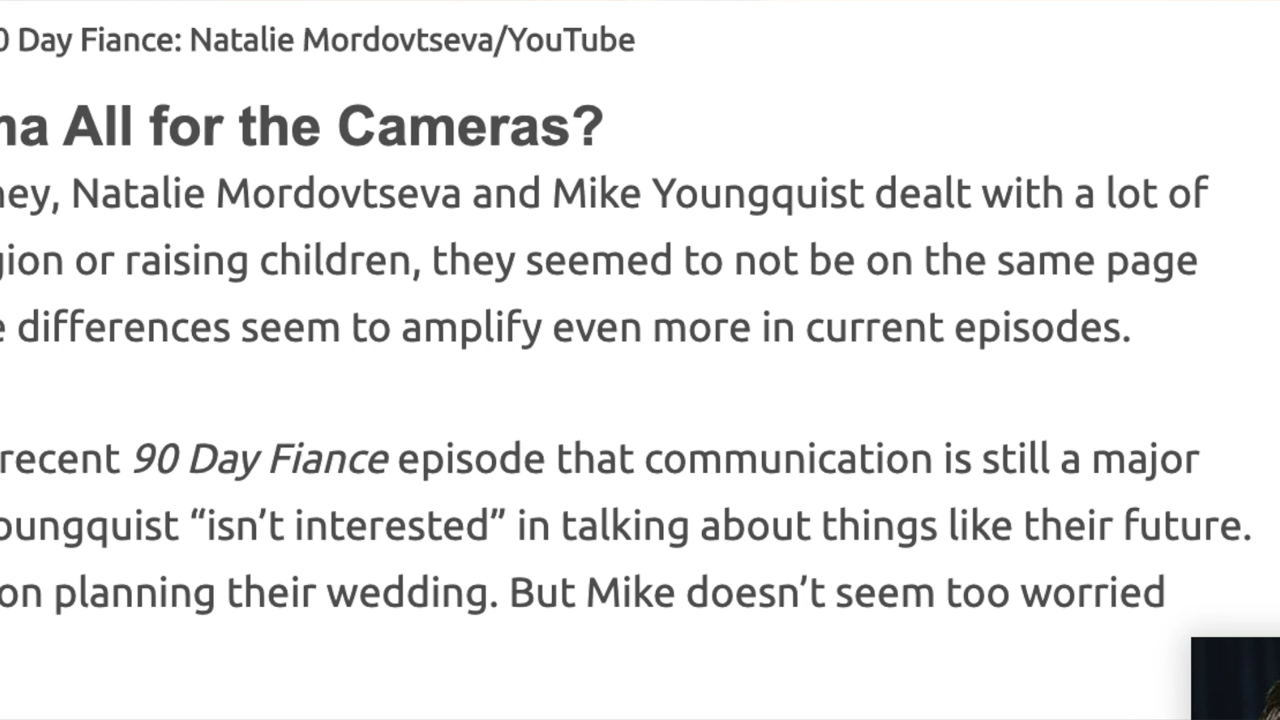 0 Day Fiance: Natalie Mordovtseva/YouTube
na All for the Cameras?
ney, Natalie Mordovtseva and Mike Youngquist dealt with a lot of
gion or raising children, they seemed to not be on the same page
e differences seem to amplify even more in current episodes.
recent 90 Day Fiance episode that communication is still a major
oungquist “isn’t interested” in talking about things like their future.
on planning their wedding. But Mike doesn’t seem too worried